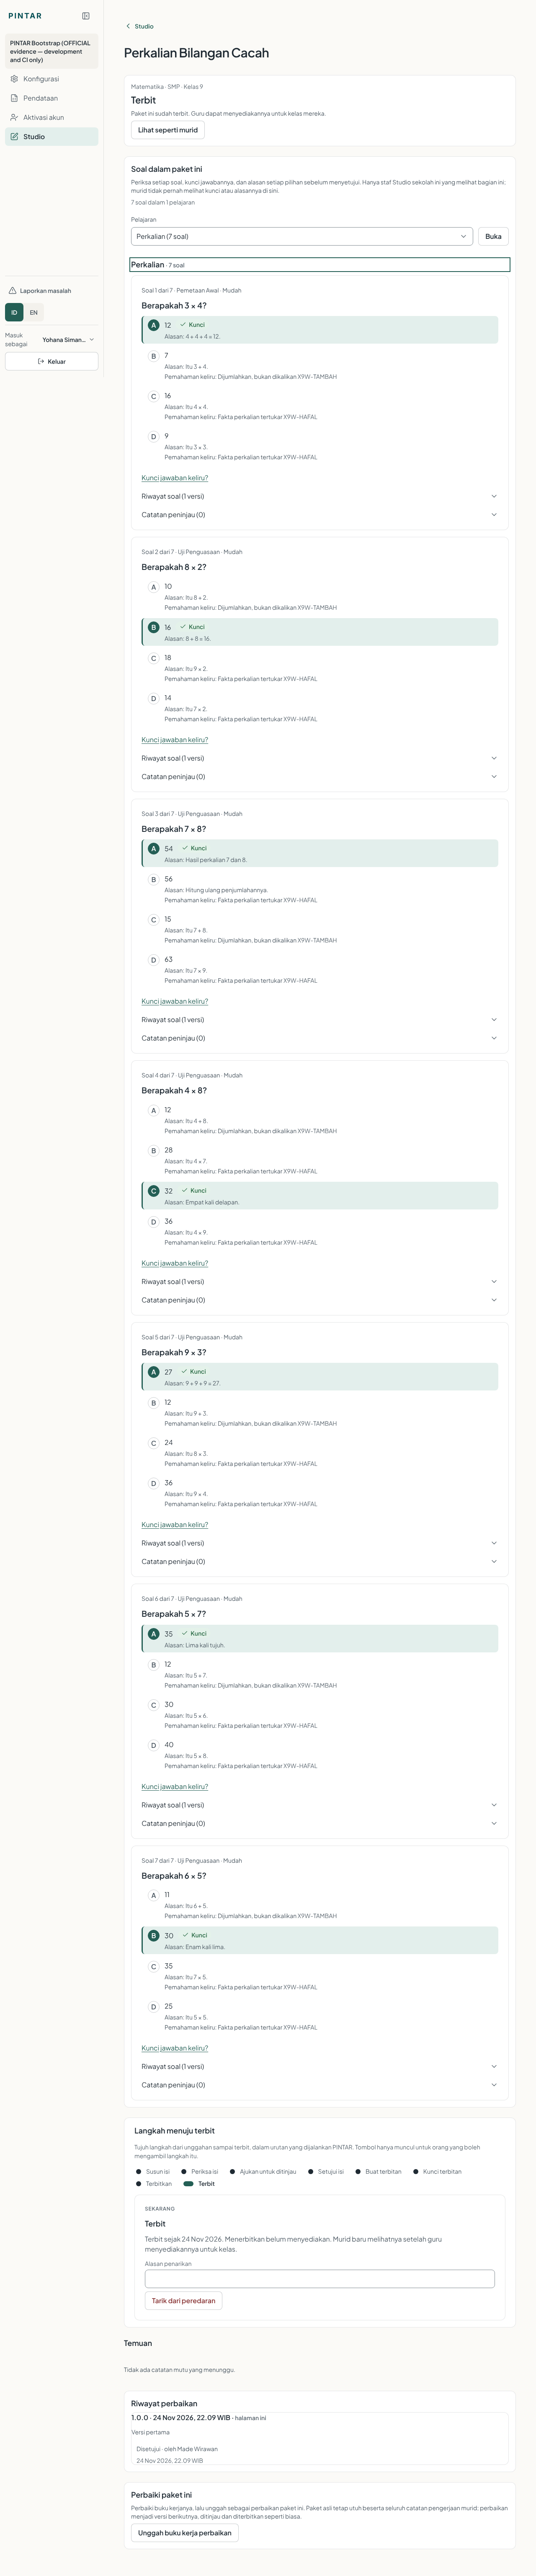 PINTAR
PINTAR Bootstrap (OFFICIAL
evidence — development
and CI only)
Konfigurasi
Pendataan
Aktivasi akun
Studio
Laporkan masalah
ID
EN
Masuk
sebagai
Yohana Siman...
Keluar
Studio
Perkalian Bilangan Cacah
Matematika · SMP · Kelas 9
Terbit
Paket ini sudah terbit. Guru dapat menyediakannya untuk kelas mereka.
Lihat seperti murid
Soal dalam paket ini
Periksa setiap soal, kunci jawabannya, dan alasan setiap pilihan sebelum menyetujui. Hanya staf Studio sekolah ini yang melihat bagian ini;
murid tidak pernah melihat kunci atau alasannya di sini.
7 soal dalam 1 pelajaran
Pelajaran
Perkalian (7 soal)
Buka
Perkalian · 7 soal
Soal 1 dari 7 · Pemetaan Awal · Mudah
Berapakah 3 × 4?
A 12 Kunci
Alasan: 4 + 4 + 4 = 12.
B 7
Alasan: Itu 3 + 4.
Pemahaman keliru: Dijumlahkan, bukan dikalikan X9W-TAMBAH
C 16
Alasan: Itu 4 × 4.
Pemahaman keliru: Fakta perkalian tertukar X9W-HAFAL
D 9
Alasan: Itu 3 × 3.
Pemahaman keliru: Fakta perkalian tertukar X9W-HAFAL
Kunci jawaban keliru?
Riwayat soal (1 versi)
Catatan peninjau (0)
Soal 2 dari 7 · Uji Penguasaan · Mudah
Berapakah 8 × 2?
A 10
Alasan: Itu 8 + 2.
Pemahaman keliru: Dijumlahkan, bukan dikalikan X9W-TAMBAH
B 16 Kunci
Alasan: 8 + 8 = 16.
C 18
Alasan: Itu 9 × 2.
Pemahaman keliru: Fakta perkalian tertukar X9W-HAFAL
D 14
Alasan: Itu 7 × 2.
Pemahaman keliru: Fakta perkalian tertukar X9W-HAFAL
Kunci jawaban keliru?
Riwayat soal (1 versi)
Catatan peninjau (0)
Soal 3 dari 7 · Uji Penguasaan · Mudah
Berapakah 7 × 8?
A 54 Kunci
Alasan: Hasil perkalian 7 dan 8.
B 56
Alasan: Hitung ulang penjumlahannya.
Pemahaman keliru: Fakta perkalian tertukar X9W-HAFAL
C 15
Alasan: Itu 7 + 8.
Pemahaman keliru: Dijumlahkan, bukan dikalikan X9W-TAMBAH
D 63
Alasan: Itu 7 × 9.
Pemahaman keliru: Fakta perkalian tertukar X9W-HAFAL
Kunci jawaban keliru?
Riwayat soal (1 versi)
Catatan peninjau (0)
Soal 4 dari 7 · Uji Penguasaan · Mudah
Berapakah 4 × 8?
A 12
Alasan: Itu 4 + 8.
Pemahaman keliru: Dijumlahkan, bukan dikalikan X9W-TAMBAH
B 28
Alasan: Itu 4 × 7.
Pemahaman keliru: Fakta perkalian tertukar X9W-HAFAL
C 32 Kunci
Alasan: Empat kali delapan.
D 36
Alasan: Itu 4 × 9.
Pemahaman keliru: Fakta perkalian tertukar X9W-HAFAL
Kunci jawaban keliru?
Riwayat soal (1 versi)
Catatan peninjau (0)
Soal 5 dari 7 · Uji Penguasaan · Mudah
Berapakah 9 × 3?
A 27 Kunci
Alasan: 9 + 9 + 9 = 27.
B 12
Alasan: Itu 9 + 3.
Pemahaman keliru: Dijumlahkan, bukan dikalikan X9W-TAMBAH
C 24
Alasan: Itu 8 × 3.
Pemahaman keliru: Fakta perkalian tertukar X9W-HAFAL
D 36
Alasan: Itu 9 × 4.
Pemahaman keliru: Fakta perkalian tertukar X9W-HAFAL
Kunci jawaban keliru?
Riwayat soal (1 versi)
Catatan peninjau (0)
Soal 6 dari 7 · Uji Penguasaan · Mudah
Berapakah 5 × 7?
A 35 Kunci
Alasan: Lima kali tujuh.
B 12
Alasan: Itu 5 + 7.
Pemahaman keliru: Dijumlahkan, bukan dikalikan X9W-TAMBAH
C 30
Alasan: Itu 5 × 6.
Pemahaman keliru: Fakta perkalian tertukar X9W-HAFAL
D 40
Alasan: Itu 5 × 8.
Pemahaman keliru: Fakta perkalian tertukar X9W-HAFAL
Kunci jawaban keliru?
Riwayat soal (1 versi)
Catatan peninjau (0)
Soal 7 dari 7 · Uji Penguasaan · Mudah
Berapakah 6 × 5?
A 11
Alasan: Itu 6 + 5.
Pemahaman keliru: Dijumlahkan, bukan dikalikan X9W-TAMBAH
B 30 Kunci
Alasan: Enam kali lima.
C 35
Alasan: Itu 7 × 5.
Pemahaman keliru: Fakta perkalian tertukar X9W-HAFAL
D 25
Alasan: Itu 5 × 5.
Pemahaman keliru: Fakta perkalian tertukar X9W-HAFAL
Kunci jawaban keliru?
Riwayat soal (1 versi)
Catatan peninjau (0)
Langkah menuju terbit
Tujuh langkah dari unggahan sampai terbit, dalam urutan yang dijalankan PINTAR. Tombol hanya muncul untuk orang yang boleh
mengambil langkah itu.
Susun isi
Periksa isi
Ajukan untuk ditinjau
Setujui isi
Buat terbitan
Kunci terbitan
Terbitkan
Terbit
SEKARANG
Terbit
Terbit sejak 24 Nov 2026. Menerbitkan belum menyediakan. Murid baru melihatnya setelah guru
menyediakannya untuk kelas.
Alasan penarikan
Tarik dari peredaran
Temuan
Tidak ada catatan mutu yang menunggu.
Riwayat perbaikan
1.0.0 · 24 Nov 2026, 22.09 WIB - halaman ini
Versi pertama
Disetujui · oleh Made Wirawan
24 Nov 2026, 22.09 WIB
Perbaiki paket ini
Perbaiki buku kerjanya, lalu unggah sebagai perbaikan paket ini. Paket asli tetap utuh beserta seluruh catatan pengerjaan murid; perbaikan
menjadi versi berikutnya, ditinjau dan diterbitkan seperti biasa.
Unggah buku kerja perbaikan